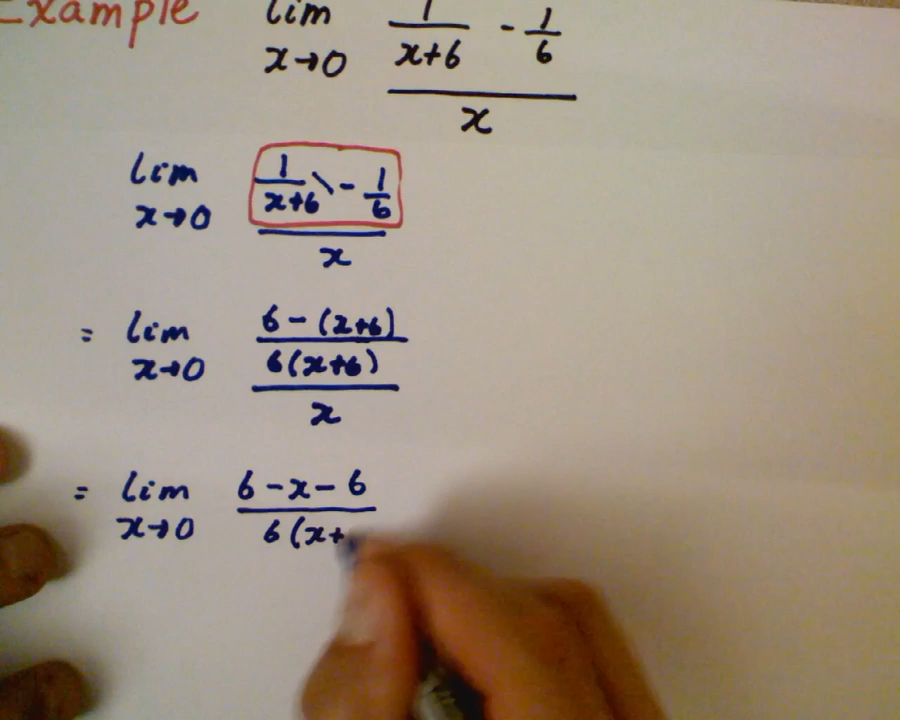 Example lim x→0 (1/(x+6) - 1/6)/x
lim x→0 (1/(x+6) \ - 1/6)/x
= lim x→0 ((6-(x+6))/(6(x+6)))/x
= lim x→0 (6-x-6)/(6(x+